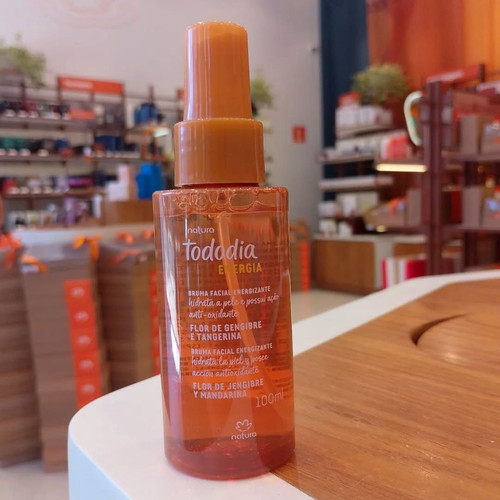 natura
Tododia
ENERGIA
BRUMA FACIAL ENERGIZANTE
hidrata a pele e possui ação
anti-oxidante
FLOR DE GENGIBRE
E TANGERINA
BRUMA FACIAL ENERGIZANTE
hidrata la piel y posee
acción antioxidante
FLOR DE JENGIBRE
Y MANDARINA
100ml
natura